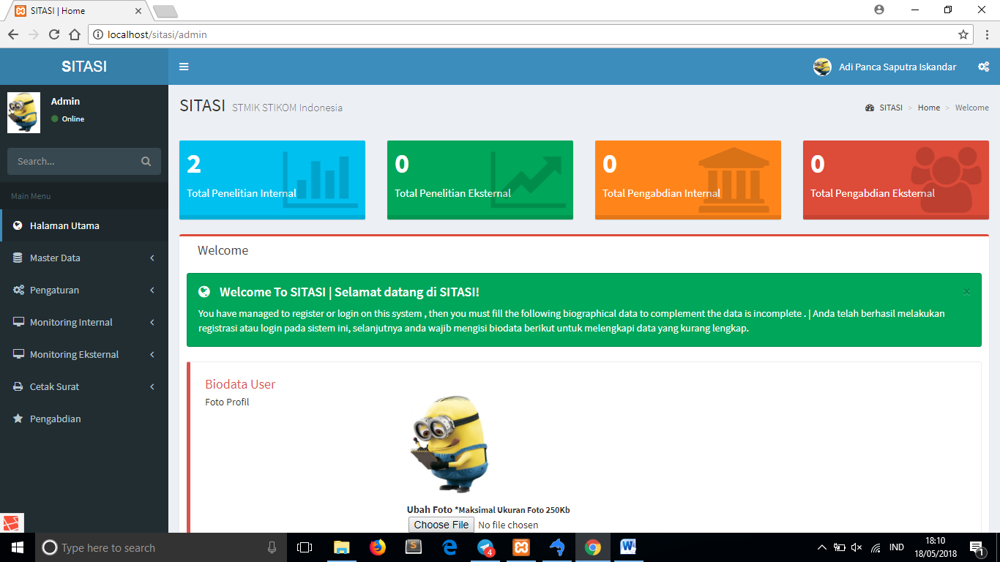 SITASI | Home
localhost/sitasi/admin
SITASI
Adi Panca Saputra Iskandar
Admin
Online
Search...
Main Menu
Halaman Utama
Master Data
Pengaturan
Monitoring Internal
Monitoring Eksternal
Cetak Surat
Pengabdian
SITASI STMIK STIKOM Indonesia
SITASI > Home > Welcome
2
Total Penelitian Internal
0
Total Penelitian Eksternal
0
Total Pengabdian Internal
0
Total Pengabdian Eksternal
Welcome
Welcome To SITASI | Selamat datang di SITASI!
×
You have managed to register or login on this system , then you must fill the following biographical data to complement the data is incomplete . | Anda telah berhasil melakukan
registrasi atau login pada sistem ini, selanjutnya anda wajib mengisi biodata berikut untuk melengkapi data yang kurang lengkap.
Biodata User
Foto Profil
Ubah Foto *Maksimal Ukuran Foto 250Kb
Choose File No file chosen
Type here to search
4
IND
18:10
18/05/2018
1